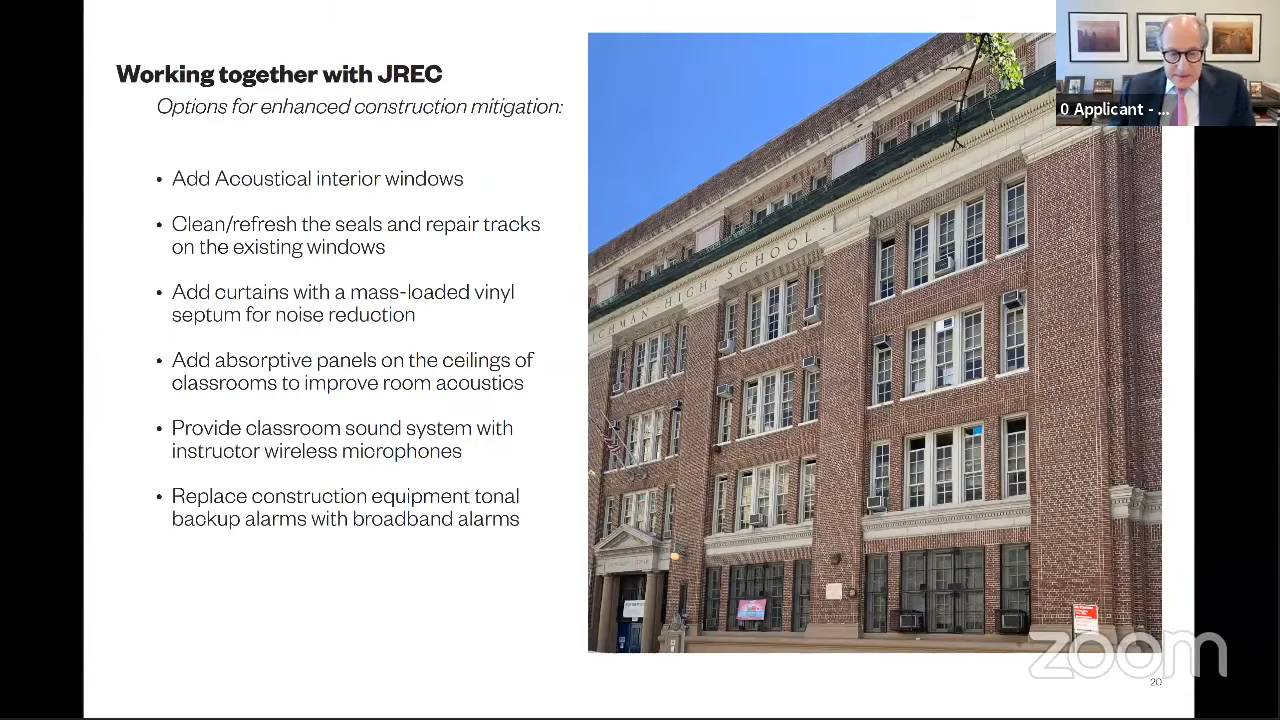 Working together with JREC
Options for enhanced construction mitigation:
• Add Acoustical interior windows
• Clean/refresh the seals and repair tracks
on the existing windows
• Add curtains with a mass-loaded vinyl
septum for noise reduction
• Add absorptive panels on the ceilings of
classrooms to improve room acoustics
• Provide classroom sound system with
instructor wireless microphones
• Replace construction equipment tonal
backup alarms with broadband alarms
ICHMAN · HIGH · SCHOOL ·
0 Applicant - ...
zoom
20